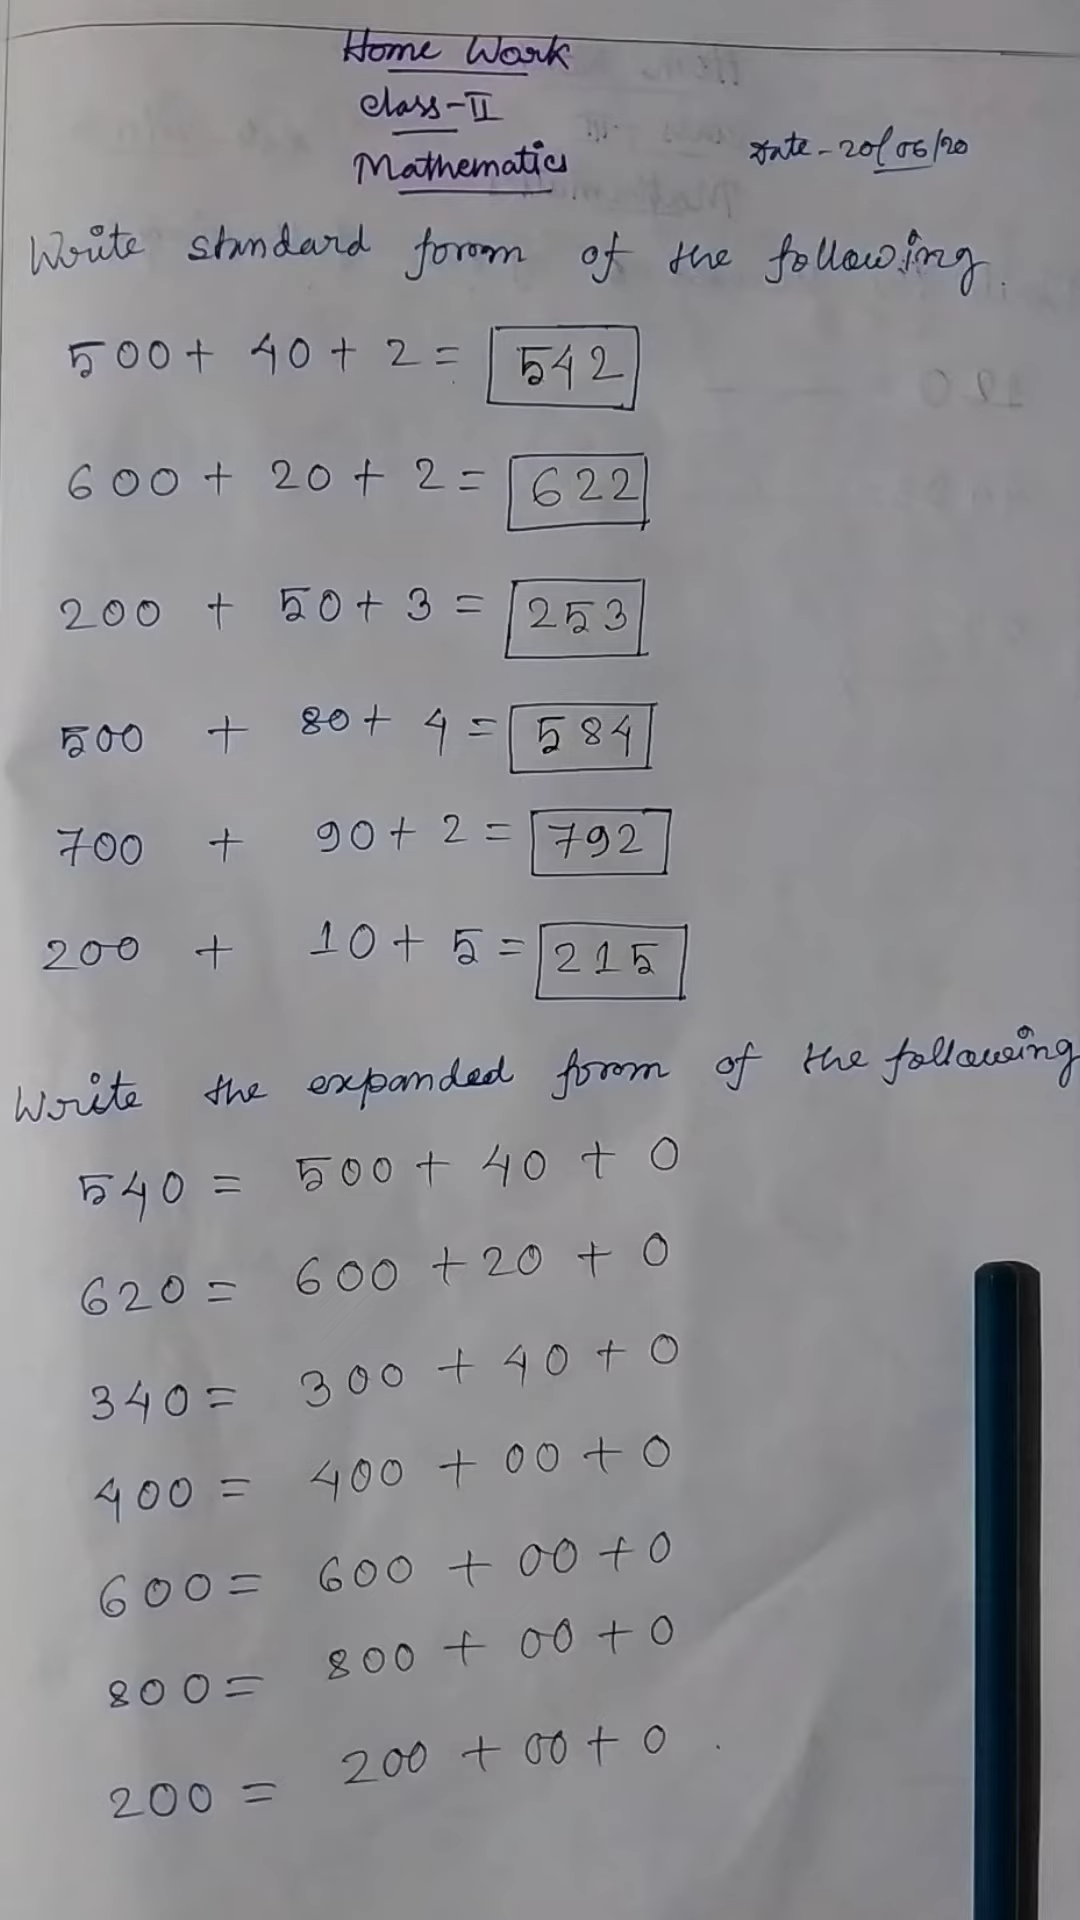 Home Work
Class-II
Mathematics
Date - 20/06/20
Write standard form of the following.
500 + 40 + 2 = 542
600 + 20 + 2 = 622
200 + 50 + 3 = 253
500 + 80 + 4 = 584
700 + 90 + 2 = 792
200 + 10 + 5 = 215
Write the expanded form of the following
540 = 500 + 40 + 0
620 = 600 + 20 + 0
340 = 300 + 40 + 0
400 = 400 + 00 + 0
600 = 600 + 00 + 0
800 = 800 + 00 + 0
200 = 200 + 00 + 0